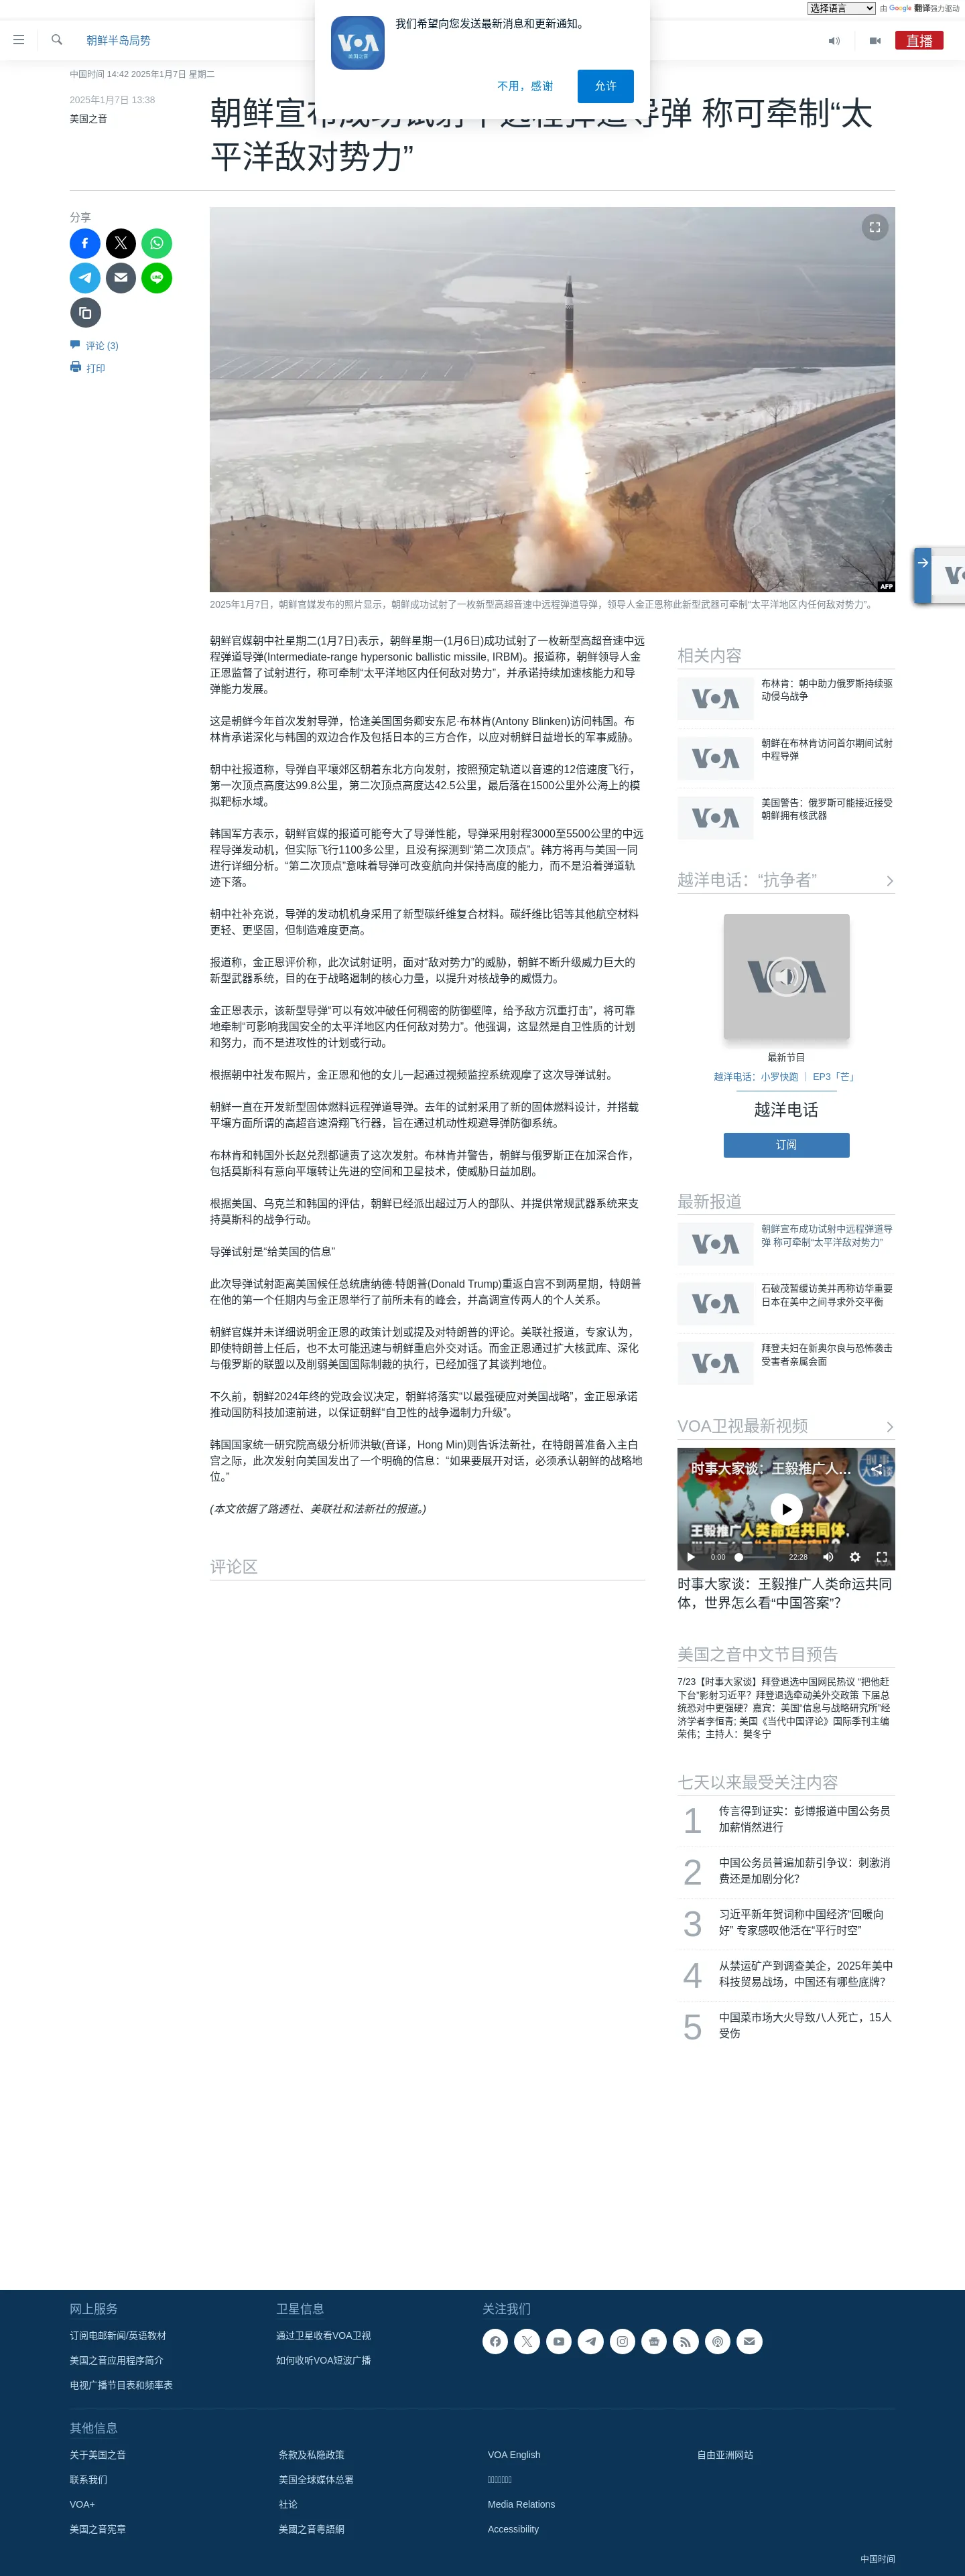 选择语言 由 Google 翻译强力驱动
我们希望向您发送最新消息和更新通知。
不用，感谢
允许
朝鲜半岛局势
直播
中国时间 14:42 2025年1月7日 星期二
2025年1月7日 13:38
美国之音
平洋敌对势力”
分享
评论 (3)
打印
AFP
2025年1月7日，朝鲜官媒发布的照片显示，朝鲜成功试射了一枚新型高超音速中远程弹道导弹，领导人金正恩称此新型武器可牵制“太平洋地区内任何敌对势力”。
朝鲜官媒朝中社星期二(1月7日)表示，朝鲜星期一(1月6日)成功试射了一枚新型高超音速中远
程弹道导弹(Intermediate-range hypersonic ballistic missile, IRBM)。报道称，朝鲜领导人金
正恩监督了试射进行，称可牵制“太平洋地区内任何敌对势力”，并承诺持续加速核能力和导
弹能力发展。
这是朝鲜今年首次发射导弹，恰逢美国国务卿安东尼·布林肯(Antony Blinken)访问韩国。布
林肯承诺深化与韩国的双边合作及包括日本的三方合作，以应对朝鲜日益增长的军事威胁。
朝中社报道称，导弹自平壤郊区朝着东北方向发射，按照预定轨道以音速的12倍速度飞行，
第一次顶点高度达99.8公里，第二次顶点高度达42.5公里，最后落在1500公里外公海上的模
拟靶标水域。
韩国军方表示，朝鲜官媒的报道可能夸大了导弹性能，导弹采用射程3000至5500公里的中远
程导弹发动机，但实际飞行1100多公里，且没有探测到“第二次顶点”。韩方将再与美国一同
进行详细分析。“第二次顶点”意味着导弹可改变航向并保持高度的能力，而不是沿着弹道轨
迹下落。
朝中社补充说，导弹的发动机机身采用了新型碳纤维复合材料。碳纤维比铝等其他航空材料
更轻、更坚固，但制造难度更高。
报道称，金正恩评价称，此次试射证明，面对“敌对势力”的威胁，朝鲜不断升级威力巨大的
新型武器系统，目的在于战略遏制的核心力量，以提升对核战争的威慑力。
金正恩表示，该新型导弹“可以有效冲破任何稠密的防御壁障，给予敌方沉重打击”，将可靠
地牵制“可影响我国安全的太平洋地区内任何敌对势力”。他强调，这显然是自卫性质的计划
和努力，而不是进攻性的计划或行动。
根据朝中社发布照片，金正恩和他的女儿一起通过视频监控系统观摩了这次导弹试射。
朝鲜一直在开发新型固体燃料远程弹道导弹。去年的试射采用了新的固体燃料设计，并搭载
平壤方面所谓的高超音速滑翔飞行器，旨在通过机动性规避导弹防御系统。
布林肯和韩国外长赵兑烈都谴责了这次发射。布林肯并警告，朝鲜与俄罗斯正在加深合作，
包括莫斯科有意向平壤转让先进的空间和卫星技术，使威胁日益加剧。
根据美国、乌克兰和韩国的评估，朝鲜已经派出超过万人的部队、并提供常规武器系统来支
持莫斯科的战争行动。
导弹试射是“给美国的信息”
此次导弹试射距离美国候任总统唐纳德·特朗普(Donald Trump)重返白宫不到两星期，特朗普
在他的第一个任期内与金正恩举行了前所未有的峰会，并高调宣传两人的个人关系。
朝鲜官媒并未详细说明金正恩的政策计划或提及对特朗普的评论。美联社报道，专家认为，
即使特朗普上任后，也不太可能迅速与朝鲜重启外交对话。而金正恩通过扩大核武库、深化
与俄罗斯的联盟以及削弱美国国际制裁的执行，已经加强了其谈判地位。
不久前，朝鲜2024年终的党政会议决定，朝鲜将落实“以最强硬应对美国战略”，金正恩承诺
推动国防科技加速前进，以保证朝鲜“自卫性的战争遏制力升级”。
韩国国家统一研究院高级分析师洪敏(音译，Hong Min)则告诉法新社，在特朗普准备入主白
宫之际，此次发射向美国发出了一个明确的信息：“如果要展开对话，必须承认朝鲜的战略地
位。”
(本文依据了路透社、美联社和法新社的报道。)
评论区
相关内容
布林肯：朝中助力俄罗斯持续驱
动侵乌战争
朝鲜在布林肯访问首尔期间试射
中程导弹
美国警告：俄罗斯可能接近接受
朝鲜拥有核武器
越洋电话：“抗争者”
最新节目
越洋电话：小罗快跑 ｜ EP3「芒」
越洋电话
订阅
最新报道
朝鲜宣布成功试射中远程弹道导
弹 称可牵制“太平洋敌对势力”
石破茂暂缓访美并再称访华重要
日本在美中之间寻求外交平衡
拜登夫妇在新奥尔良与恐怖袭击
受害者亲属会面
VOA卫视最新视频
时事大家谈：王毅推广人...
王毅推广人类命运共同体，
0:00 22:28
时事大家谈：王毅推广人类命运共同
体，世界怎么看“中国答案”？
美国之音中文节目预告
7/23【时事大家谈】拜登退选中国网民热议 “把他赶
下台”影射习近平？拜登退选牵动美外交政策 下届总
统恐对中更强硬？嘉宾：美国“信息与战略研究所”经
济学者李恒青; 美国《当代中国评论》国际季刊主编
荣伟；主持人：樊冬宁
七天以来最受关注内容
1 传言得到证实：彭博报道中国公务员
加薪悄然进行
2 中国公务员普遍加薪引争议：刺激消
费还是加剧分化？
3 习近平新年贺词称中国经济“回暖向
好” 专家感叹他活在“平行时空”
4 从禁运矿产到调查美企，2025年美中
科技贸易战场，中国还有哪些底牌？
5 中国菜市场大火导致八人死亡，15人
受伤
网上服务
订阅电邮新闻/英语教材
美国之音应用程序简介
电视广播节目表和频率表
卫星信息
通过卫星收看VOA卫视
如何收听VOA短波广播
关注我们
其他信息
关于美国之音
联系我们
VOA+
美国之音宪章
条款及私隐政策
美国全球媒体总署
社论
美國之音粵語網
VOA English
Media Relations
Accessibility
自由亚洲网站
中国时间